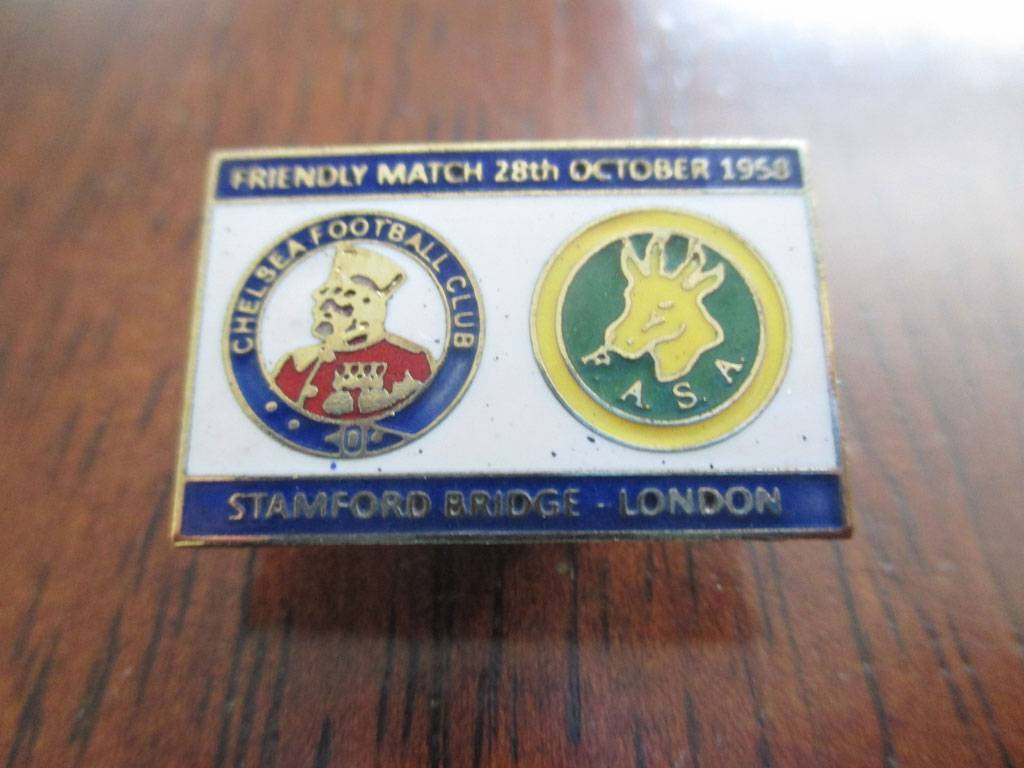 FRIENDLY MATCH 28th OCTOBER 1958
CHELSEA FOOTBALL CLUB
A. S. A.
STAMFORD BRIDGE - LONDON